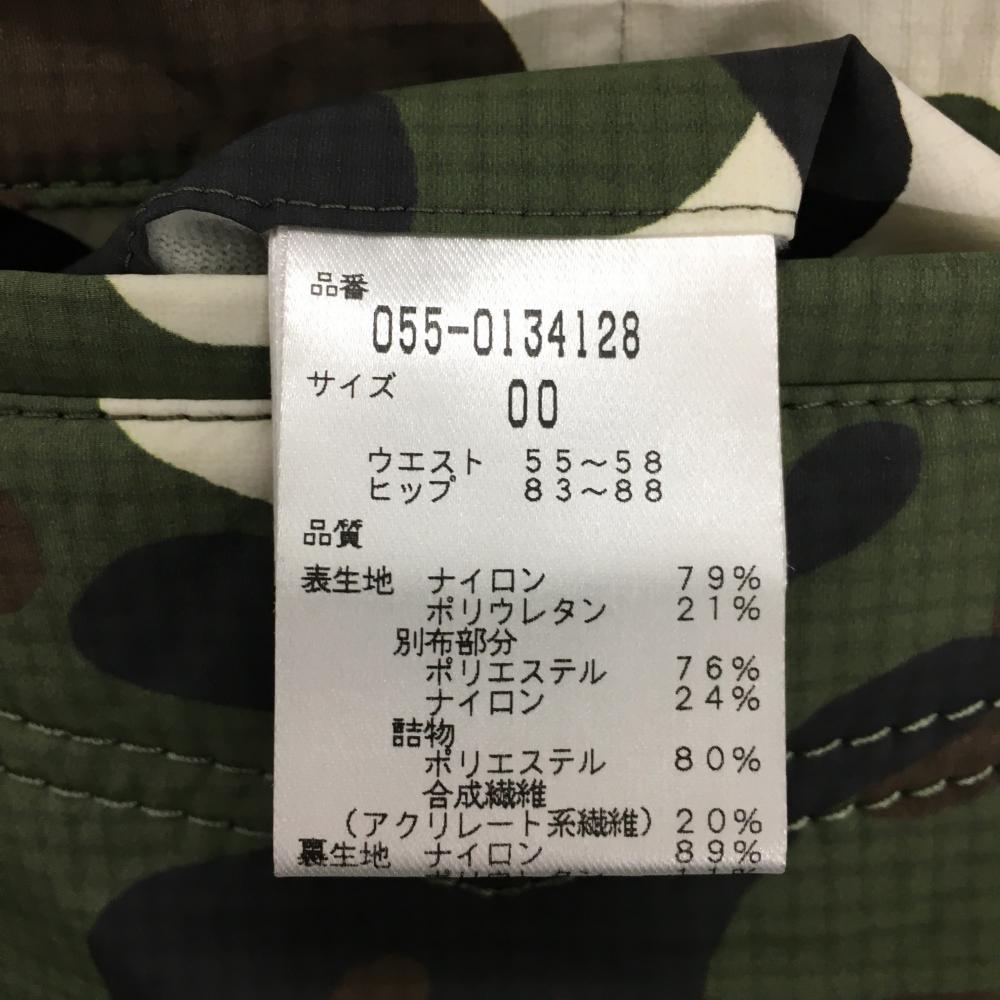 品番
055-0134128
サイズ 00
ウエスト 55~58
ヒップ 83~88
品質
表生地 ナイロン 79%
ポリウレタン 21%
別布部分
ポリエステル 76%
ナイロン 24%
詰物
ポリエステル 80%
合成繊維
(アクリレート系繊維) 20%
裏生地 ナイロン 89%